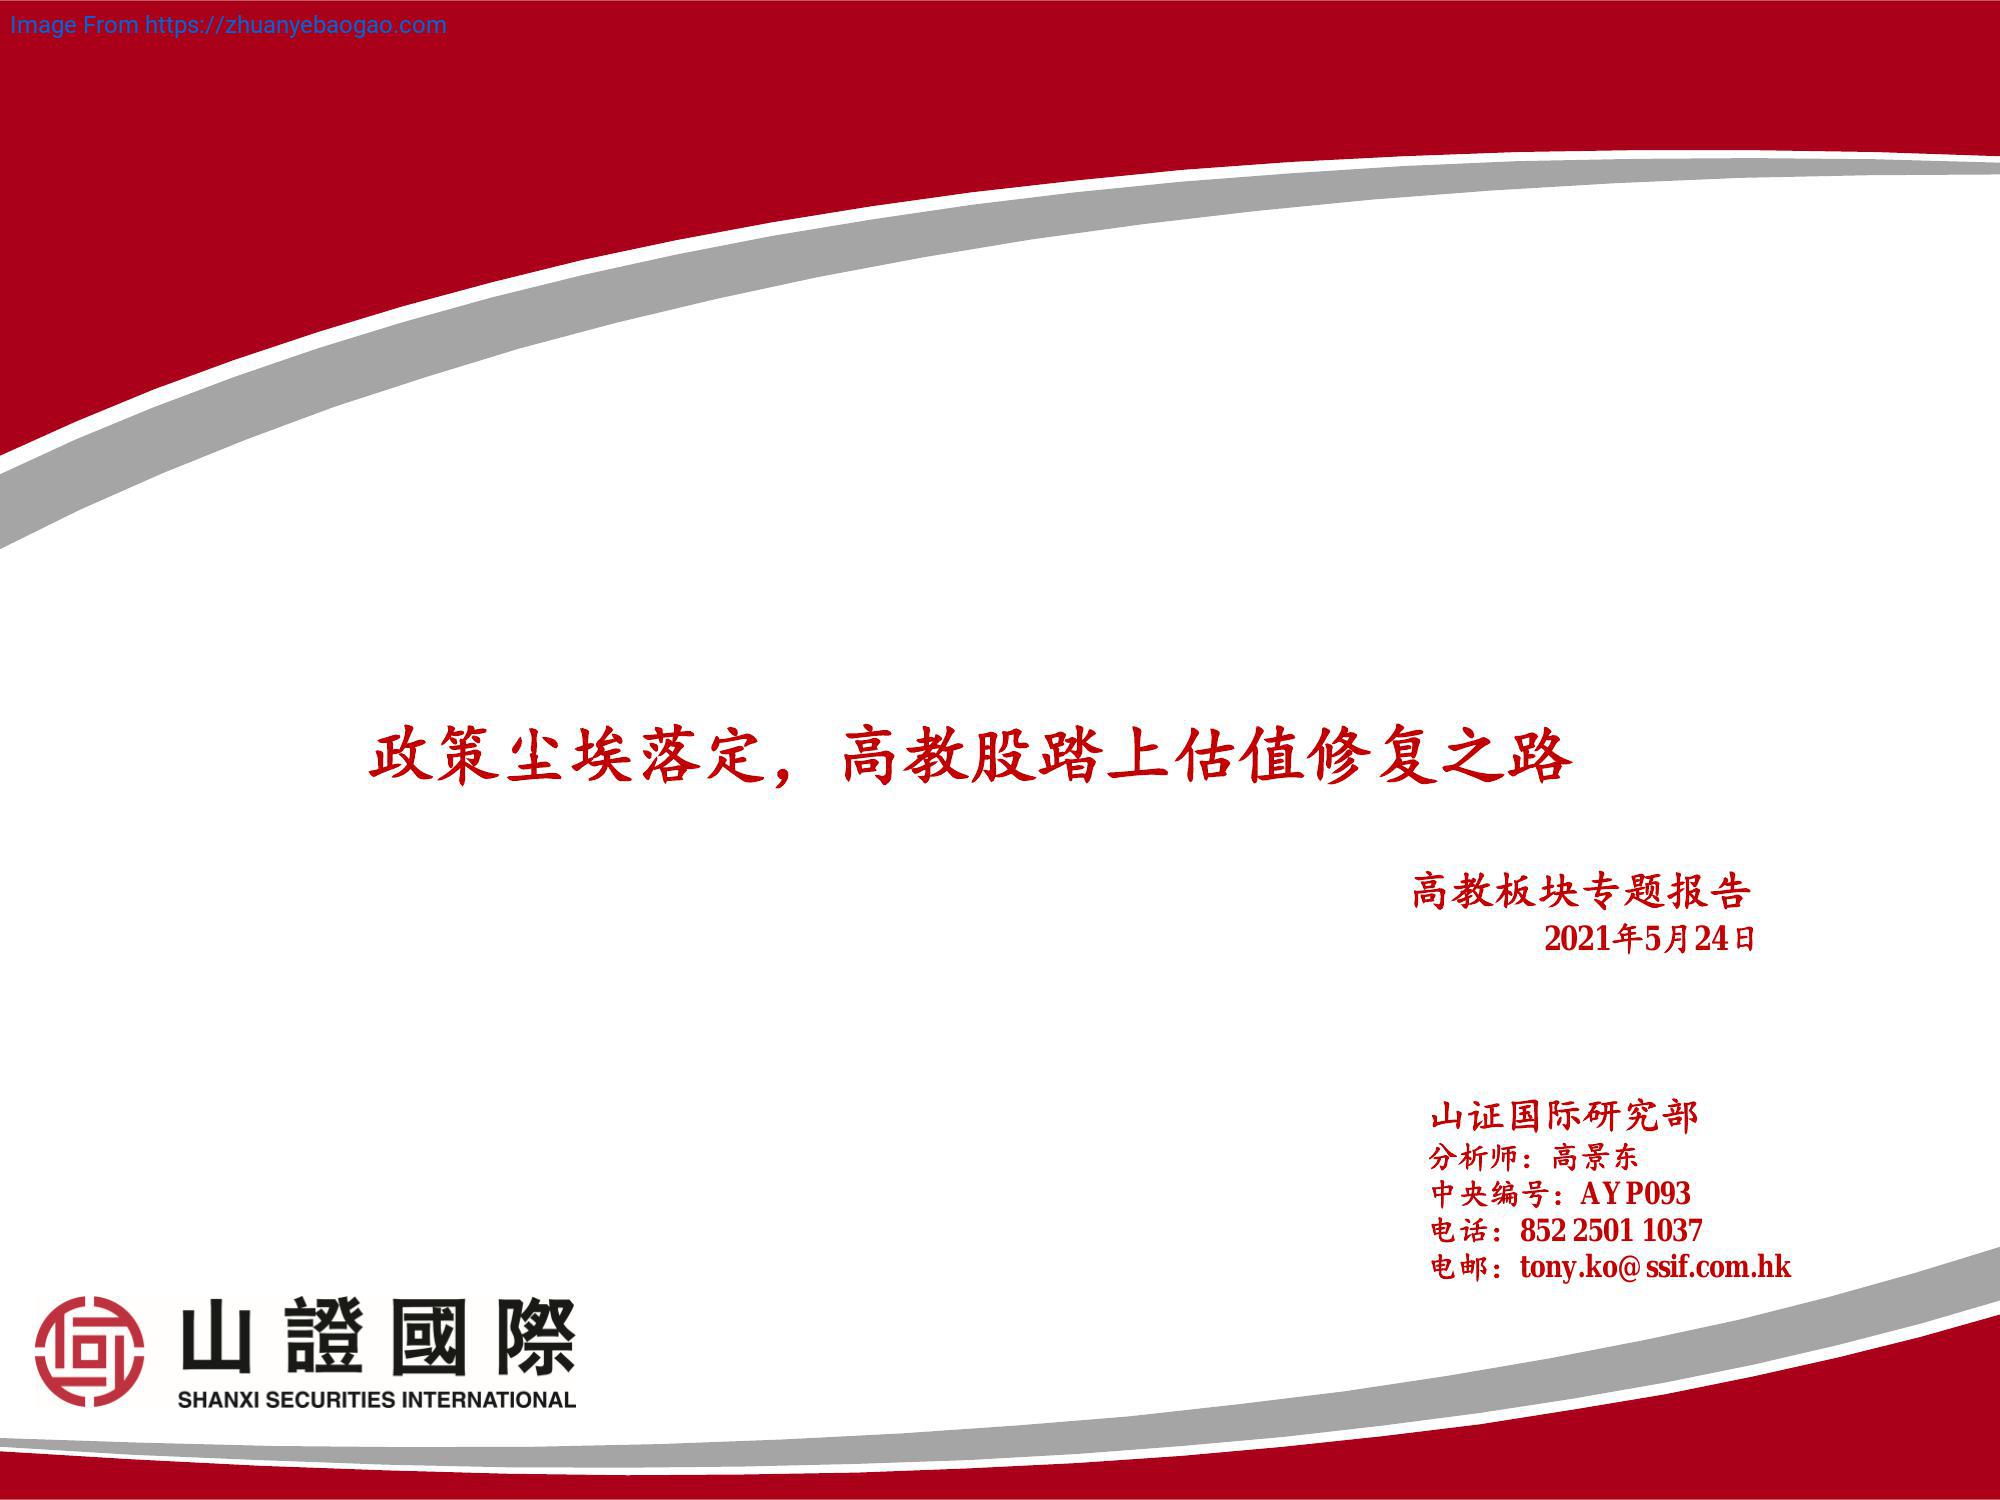 Image From https://zhuanyebaogao.com
政策尘埃落定，高教股踏上估值修复之路
高教板块专题报告
2021年5月24日
山证国际研究部
分析师：高景东
中央编号：AYP093
电话：852 2501 1037
电邮：tony.ko@ssif.com.hk
山證國際
SHANXI SECURITIES INTERNATIONAL